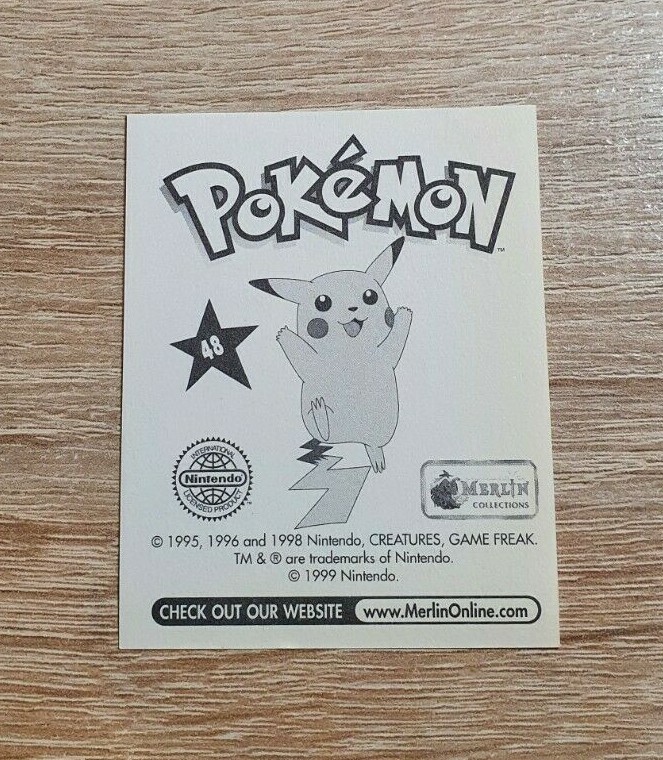 POKéMON
™
48
INTERNATIONAL
Nintendo
LICENSED PRODUCT
MERLIN
COLLECTIONS
© 1995, 1996 and 1998 Nintendo, CREATURES, GAME FREAK.
TM & ® are trademarks of Nintendo.
© 1999 Nintendo.
CHECK OUT OUR WEBSITE www.MerlinOnline.com